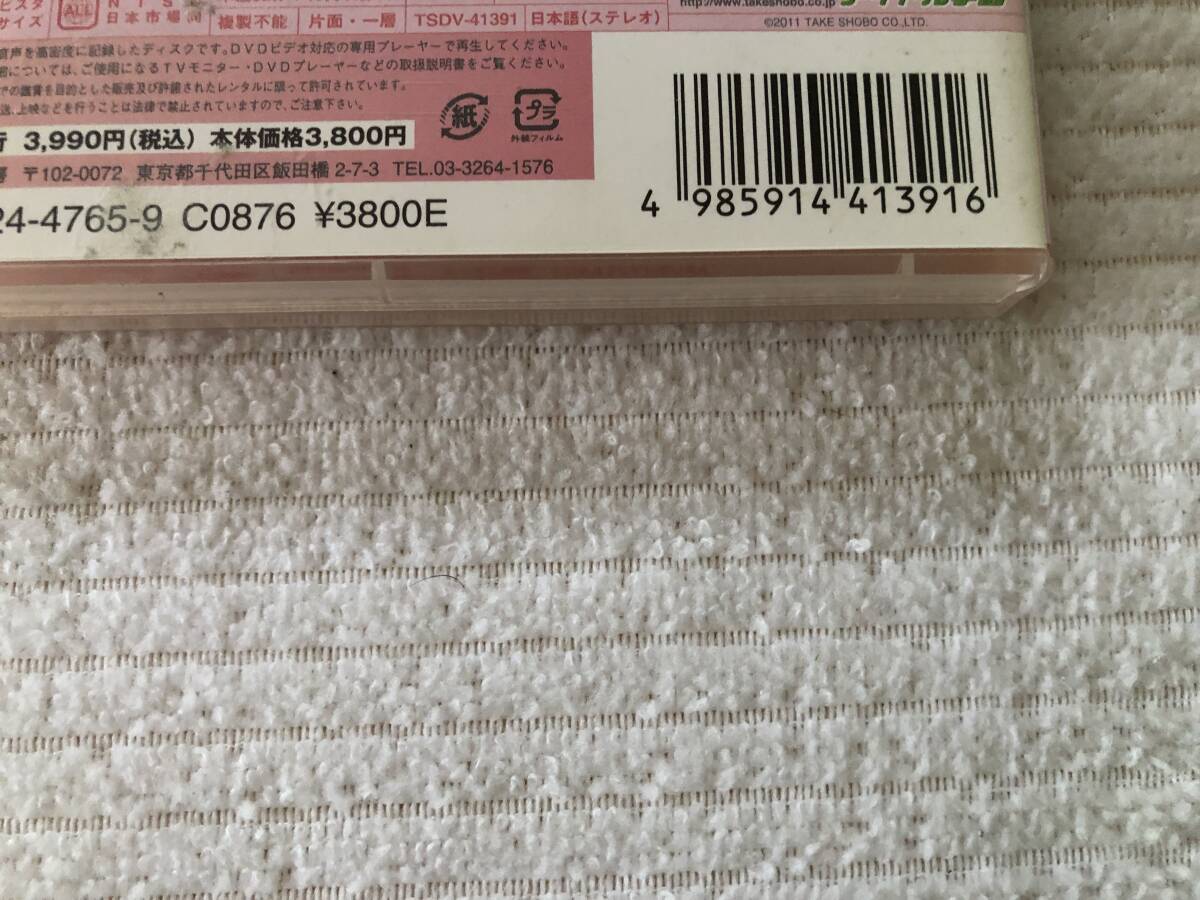 ビスタ
サイズ
ALL
日本市場向
複製不能
片面・一層
TSDV-41391
日本語(ステレオ)
http://www.takeshobo.co.jp
©2011 TAKE SHOBO CO.,LTD.
音声を高密度に記録したディスクです。DVDビデオ対応の専用プレーヤーで再生してください。
については、ご使用になるTVモニター・DVDプレーヤーなどの取扱説明書をご覧ください。
での鑑賞を目的とした販売及び許諾されたレンタルに限って許可されています。
送、上映などを行うことは法律で禁止されていますので、ご注意下さい。
行 3,990円(税込) 本体価格3,800円
紙
プラ
外装フィルム
〒102-0072 東京都千代田区飯田橋 2-7-3 TEL.03-3264-1576
24-4765-9 C0876 ¥3800E
4 985914 413916